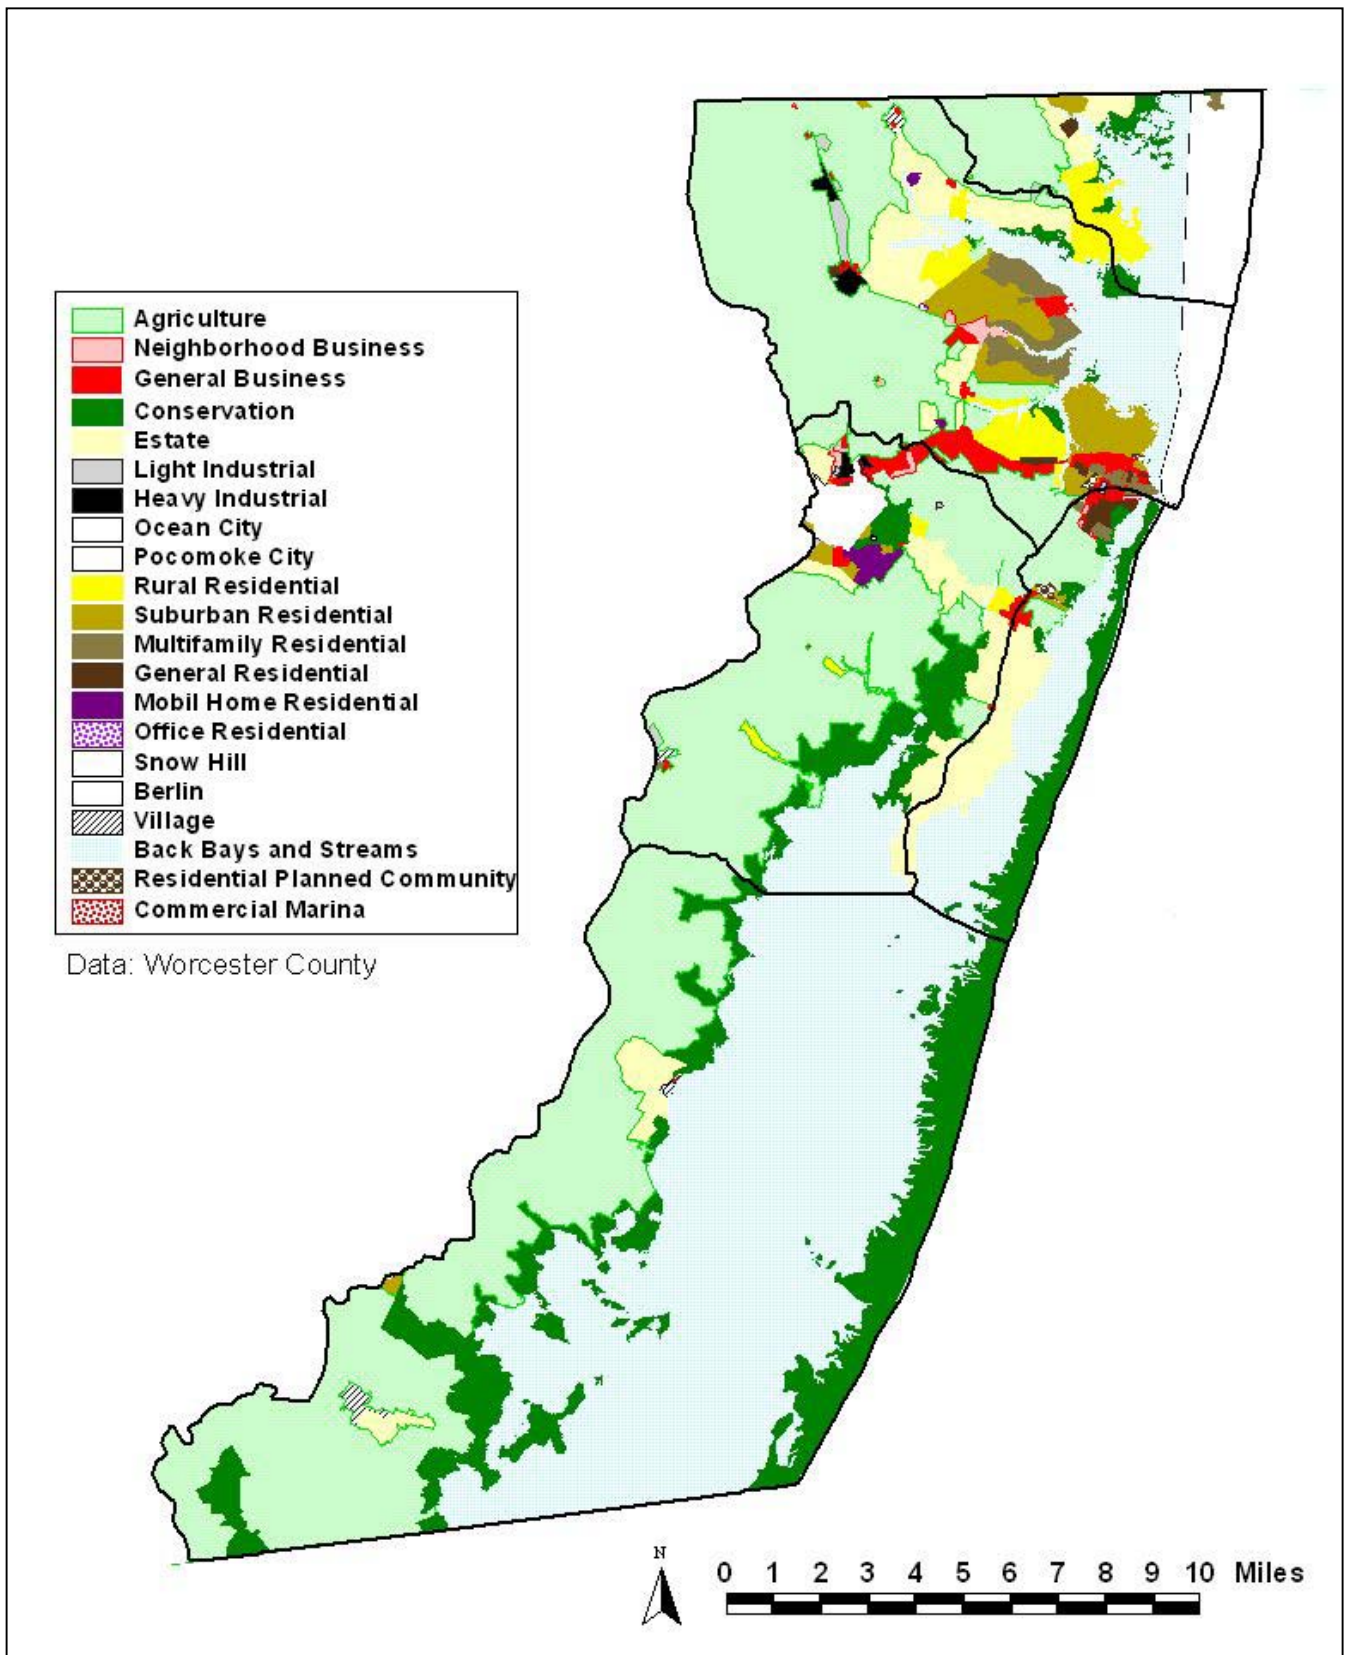 Agriculture
Neighborhood Business
General Business
Conservation
Estate
Light Industrial
Heavy Industrial
Ocean City
Pocomoke City
Rural Residential
Suburban Residential
Multifamily Residential
General Residential
Mobil Home Residential
Office Residential
Snow Hill
Berlin
Village
Back Bays and Streams
Residential Planned Community
Commercial Marina
Data: Worcester County
N
0 1 2 3 4 5 6 7 8 9 10 Miles